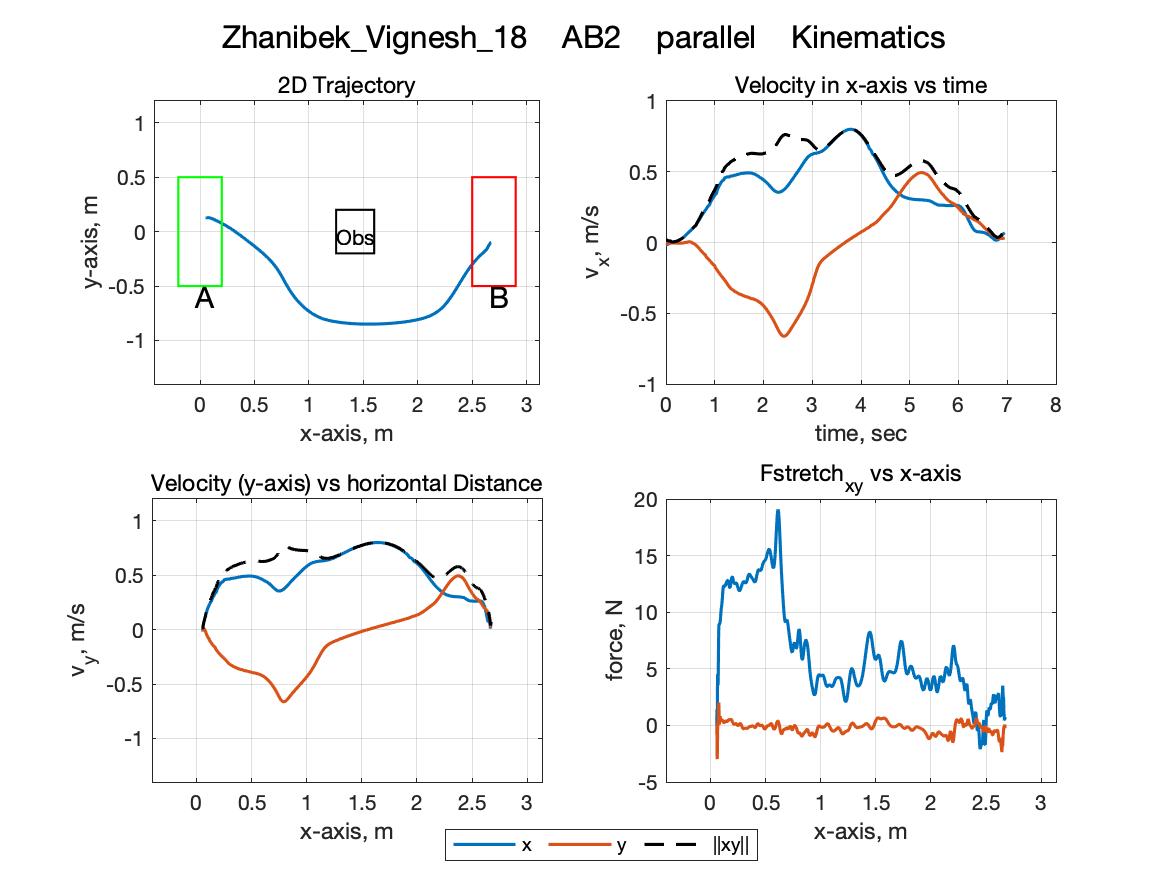 Zhanibek_Vignesh_18 AB2 parallel Kinematics
2D Trajectory
1
0.5
0
-0.5
-1
y-axis, m
Obs
A
B
0 0.5 1 1.5 2 2.5 3
x-axis, m
Velocity in x-axis vs time
1
0.5
0
-0.5
-1
v_x, m/s
0 1 2 3 4 5 6 7 8
time, sec
Velocity (y-axis) vs horizontal Distance
1
0.5
0
-0.5
-1
v_y, m/s
0 0.5 1 1.5 2 2.5 3
x-axis, m
Fstretch_xy vs x-axis
20
15
10
5
0
-5
force, N
0 0.5 1 1.5 2 2.5 3
x-axis, m
x y ||xy||